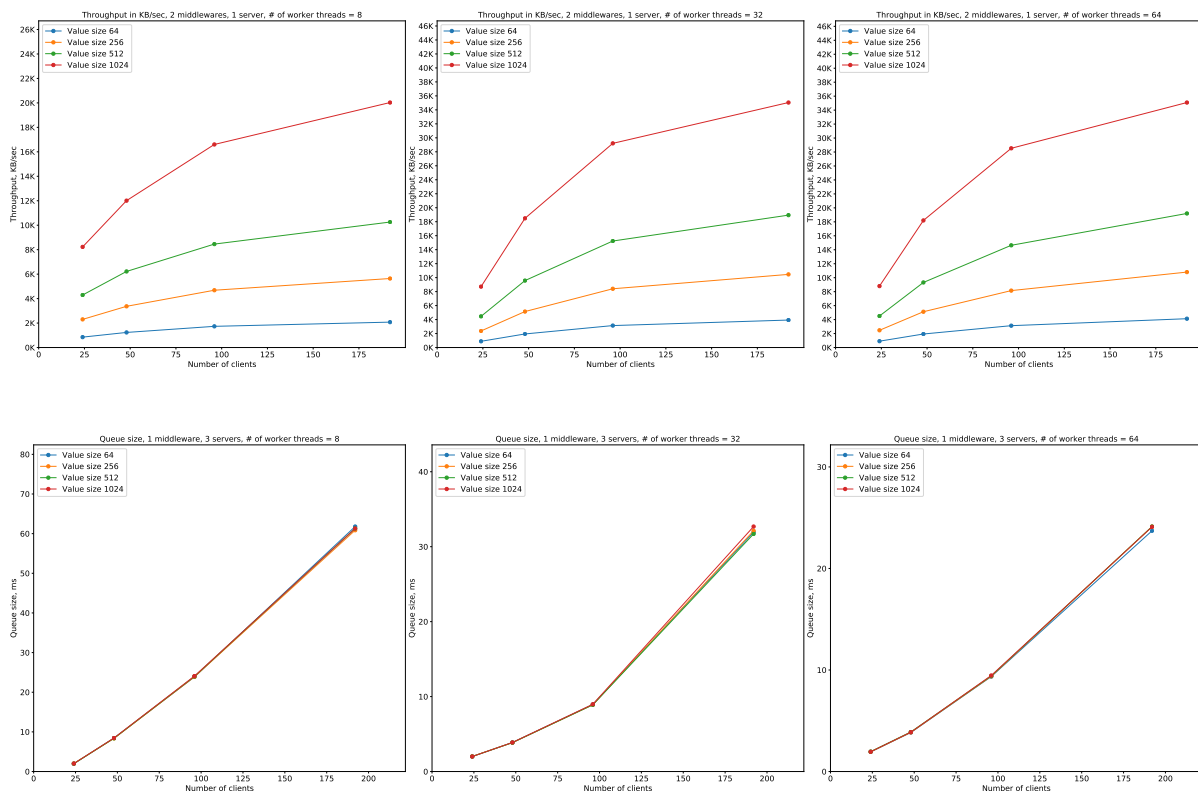 Throughput in KB/sec, 2 middlewares, 1 server, # of worker threads = 8
Value size 64
Value size 256
Value size 512
Value size 1024
26K
24K
22K
20K
18K
16K
14K
12K
10K
8K
6K
4K
2K
0K
Throughput, KB/sec
0 25 50 75 100 125 150 175
Number of clients
Throughput in KB/sec, 2 middlewares, 1 server, # of worker threads = 32
Value size 64
Value size 256
Value size 512
Value size 1024
46K
44K
42K
40K
38K
36K
34K
32K
30K
28K
26K
24K
22K
20K
18K
16K
14K
12K
10K
8K
6K
4K
2K
0K
Throughput, KB/sec
0 25 50 75 100 125 150 175
Number of clients
Throughput in KB/sec, 2 middlewares, 1 server, # of worker threads = 64
Value size 64
Value size 256
Value size 512
Value size 1024
46K
44K
42K
40K
38K
36K
34K
32K
30K
28K
26K
24K
22K
20K
18K
16K
14K
12K
10K
8K
6K
4K
2K
0K
Throughput, KB/sec
0 25 50 75 100 125 150 175
Number of clients
Queue size, 1 middleware, 3 servers, # of worker threads = 8
Value size 64
Value size 256
Value size 512
Value size 1024
80
70
60
50
40
30
20
10
0
Queue size, ms
0 25 50 75 100 125 150 175 200
Number of clients
Queue size, 1 middleware, 3 servers, # of worker threads = 32
Value size 64
Value size 256
Value size 512
Value size 1024
40
30
20
10
0
Queue size, ms
0 25 50 75 100 125 150 175 200
Number of clients
Queue size, 1 middleware, 3 servers, # of worker threads = 64
Value size 64
Value size 256
Value size 512
Value size 1024
30
20
10
0
Queue size, ms
0 25 50 75 100 125 150 175 200
Number of clients